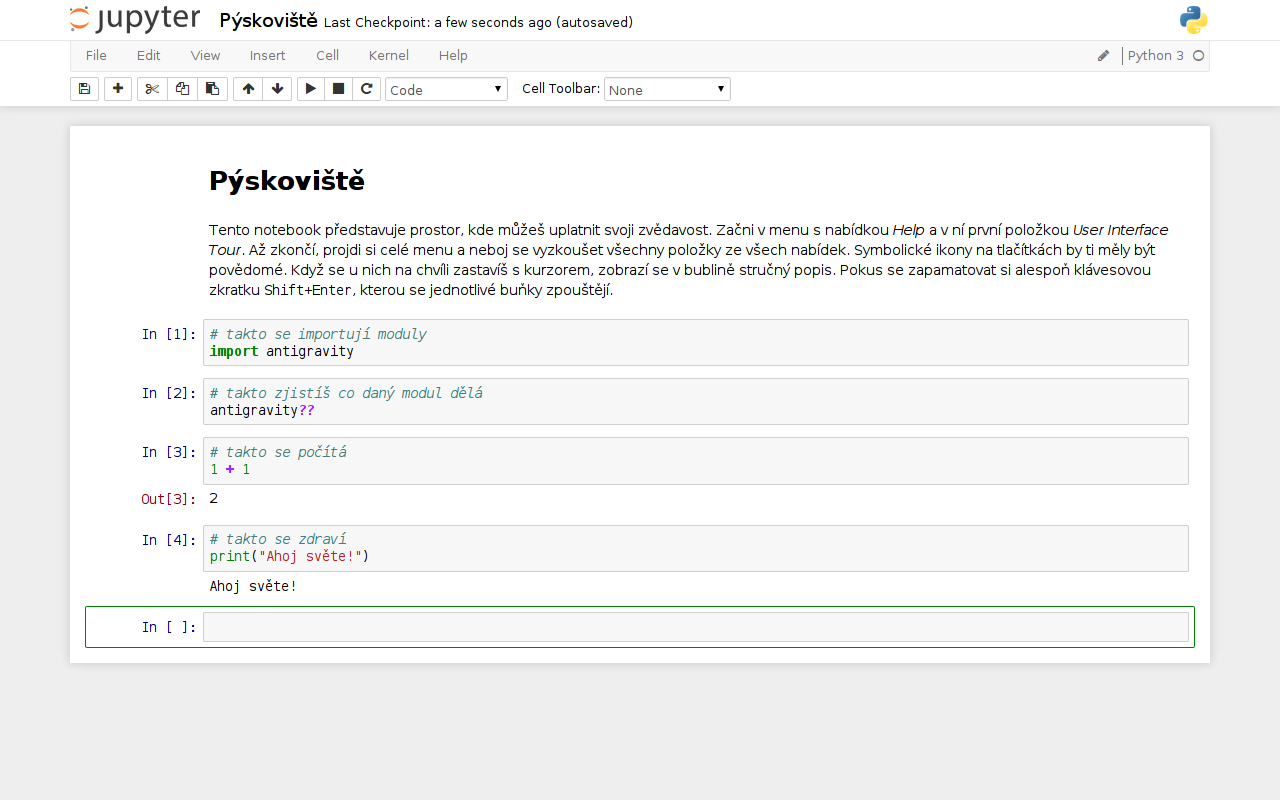 jupyter Pýskoviště Last Checkpoint: a few seconds ago (autosaved)
File Edit View Insert Cell Kernel Help Python 3
Code Cell Toolbar: None
Pýskoviště
Tento notebook představuje prostor, kde můžeš uplatnit svoji zvědavost. Začni v menu s nabídkou Help a v ní první položkou User Interface
Tour. Až zkončí, projdi si celé menu a neboj se vyzkoušet všechny položky ze všech nabídek. Symbolické ikony na tlačítkách by ti měly být
povědomé. Když se u nich na chvíli zastavíš s kurzorem, zobrazí se v bublině stručný popis. Pokus se zapamatovat si alespoň klávesovou
zkratku Shift+Enter, kterou se jednotlivé buňky zpouštějí.
In [1]: # takto se importují moduly
import antigravity
In [2]: # takto zjistíš co daný modul dělá
antigravity??
In [3]: # takto se počítá
1 + 1
Out[3]: 2
In [4]: # takto se zdraví
print("Ahoj světe!")
Ahoj světe!
In [ ]: